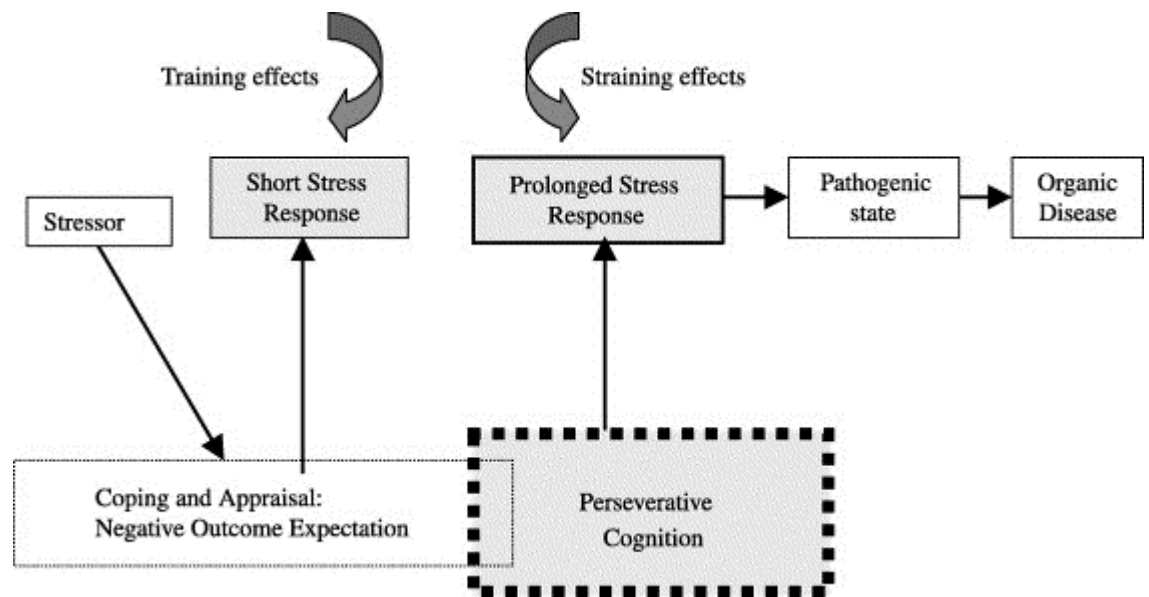 Training effects
Straining effects
Short Stress
Response
Prolonged Stress
Response
Pathogenic
state
Organic
Disease
Stressor
Coping and Appraisal:
Negative Outcome Expectation
Perseverative
Cognition